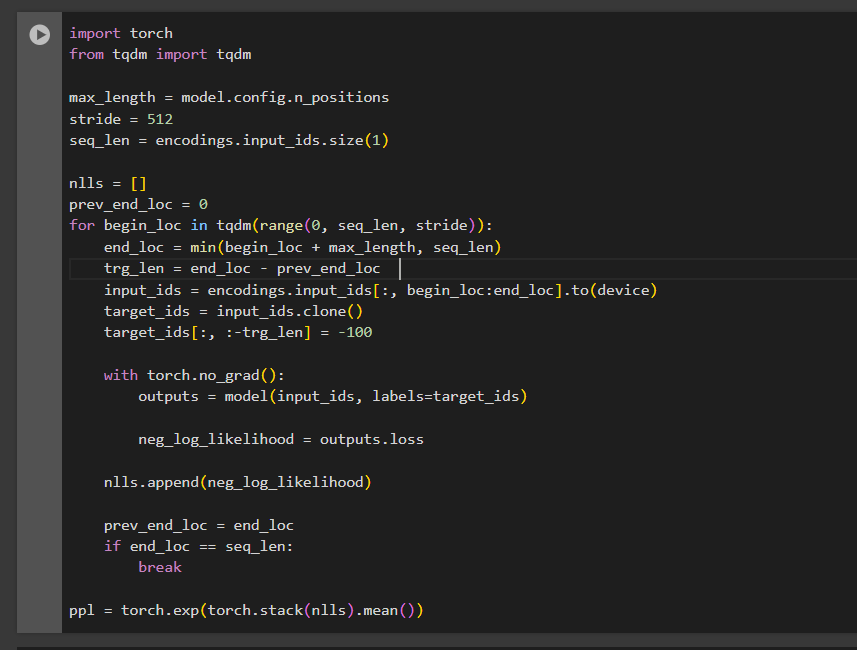 import torch
from tqdm import tqdm
max_length = model.config.n_positions
stride = 512
seq_len = encodings.input_ids.size(1)
nlls = []
prev_end_loc = 0
for begin_loc in tqdm(range(0, seq_len, stride)):
    end_loc = min(begin_loc + max_length, seq_len)
    trg_len = end_loc - prev_end_loc
    input_ids = encodings.input_ids[:, begin_loc:end_loc].to(device)
    target_ids = input_ids.clone()
    target_ids[:, :-trg_len] = -100
    with torch.no_grad():
        outputs = model(input_ids, labels=target_ids)
        neg_log_likelihood = outputs.loss
    nlls.append(neg_log_likelihood)
    prev_end_loc = end_loc
    if end_loc == seq_len:
        break
ppl = torch.exp(torch.stack(nlls).mean())